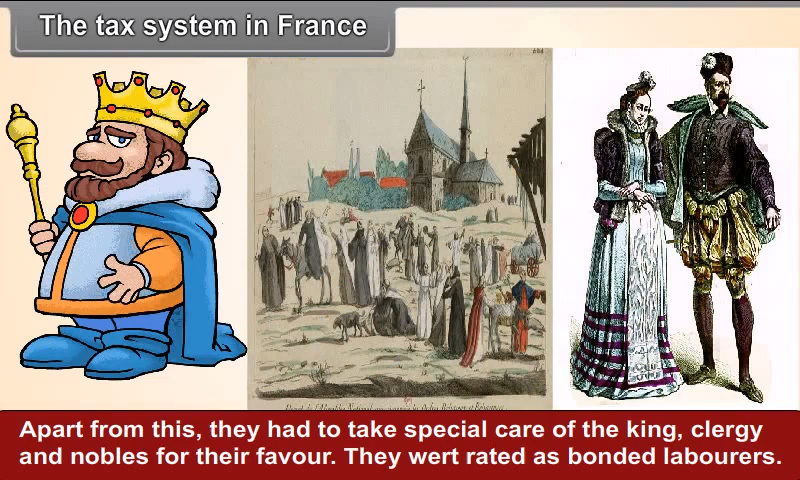 The tax system in France
684
Apart from this, they had to take special care of the king, clergy
and nobles for their favour. They wert rated as bonded labourers.